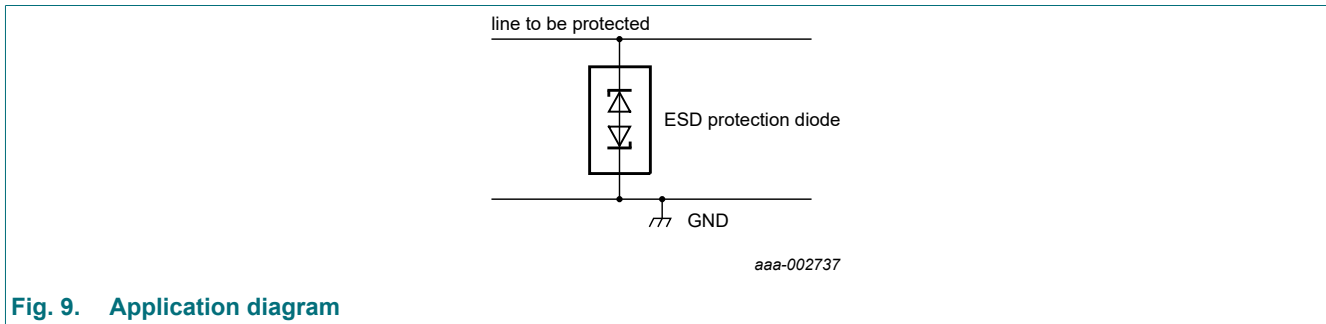 line to be protected
ESD protection diode
GND
aaa-002737
Fig. 9. Application diagram